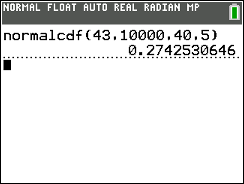 NORMAL FLOAT AUTO REAL RADIAN MP
normalcdf(43,10000,40,5)
0.2742530646